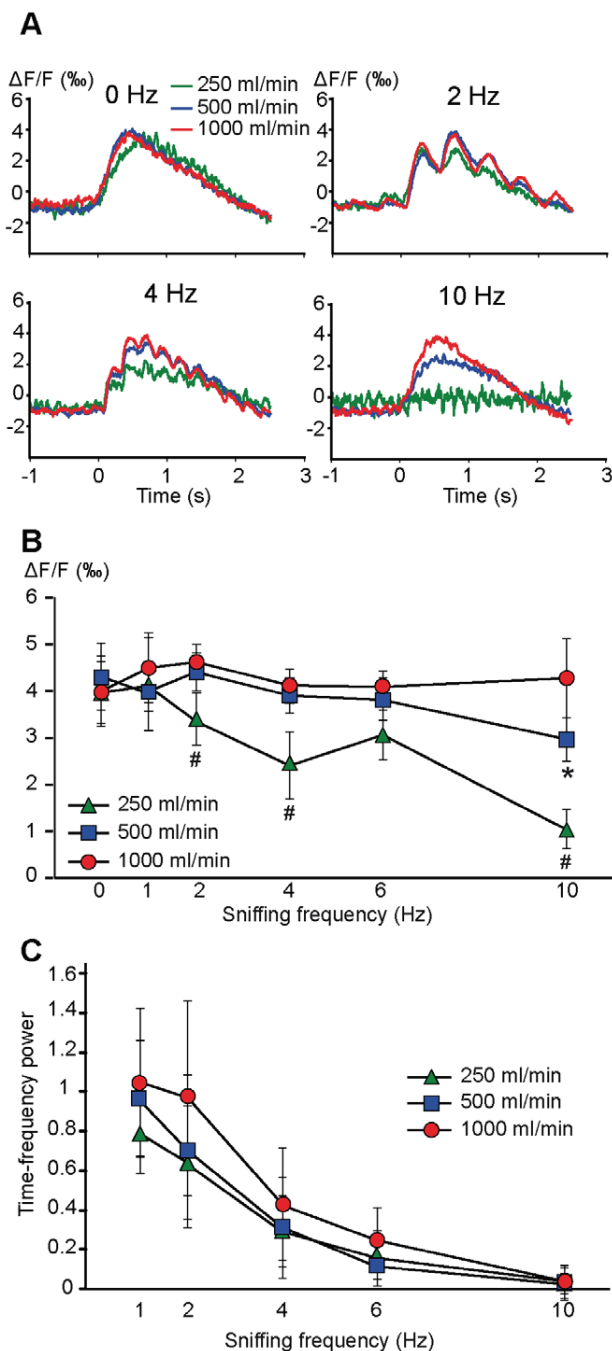 A
ΔF/F (‰)
0 Hz
250 ml/min
500 ml/min
1000 ml/min
6
4
2
0
-2
ΔF/F (‰)
2 Hz
6
4
2
0
-2
4 Hz
6
4
2
0
-2
-1 0 1 2 3
Time (s)
10 Hz
6
4
2
0
-2
-1 0 1 2 3
Time (s)
B
ΔF/F (‰)
6
5
4
3
2
1
0
# # * #
250 ml/min
500 ml/min
1000 ml/min
0 1 2 4 6 10
Sniffing frequency (Hz)
C
Time-frequency power
1.6
1.4
1.2
1
0.8
0.6
0.4
0.2
0
250 ml/min
500 ml/min
1000 ml/min
1 2 4 6 10
Sniffing frequency (Hz)